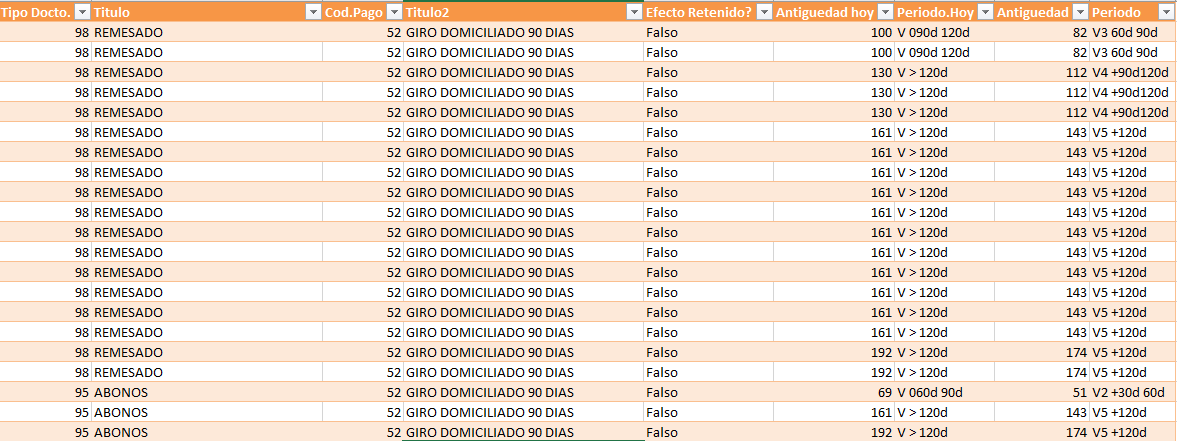 Tipo Docto. Titulo Cod.Pago Titulo2 Efecto Retenido? Antiguedad hoy Periodo.Hoy Antiguedad Periodo
98 REMESADO 52 GIRO DOMICILIADO 90 DIAS Falso 100 V 090d 120d 82 V3 60d 90d
98 REMESADO 52 GIRO DOMICILIADO 90 DIAS Falso 100 V 090d 120d 82 V3 60d 90d
98 REMESADO 52 GIRO DOMICILIADO 90 DIAS Falso 130 V > 120d 112 V4 +90d120d
98 REMESADO 52 GIRO DOMICILIADO 90 DIAS Falso 130 V > 120d 112 V4 +90d120d
98 REMESADO 52 GIRO DOMICILIADO 90 DIAS Falso 130 V > 120d 112 V4 +90d120d
98 REMESADO 52 GIRO DOMICILIADO 90 DIAS Falso 161 V > 120d 143 V5 +120d
98 REMESADO 52 GIRO DOMICILIADO 90 DIAS Falso 161 V > 120d 143 V5 +120d
98 REMESADO 52 GIRO DOMICILIADO 90 DIAS Falso 161 V > 120d 143 V5 +120d
98 REMESADO 52 GIRO DOMICILIADO 90 DIAS Falso 161 V > 120d 143 V5 +120d
98 REMESADO 52 GIRO DOMICILIADO 90 DIAS Falso 161 V > 120d 143 V5 +120d
98 REMESADO 52 GIRO DOMICILIADO 90 DIAS Falso 161 V > 120d 143 V5 +120d
98 REMESADO 52 GIRO DOMICILIADO 90 DIAS Falso 161 V > 120d 143 V5 +120d
98 REMESADO 52 GIRO DOMICILIADO 90 DIAS Falso 161 V > 120d 143 V5 +120d
98 REMESADO 52 GIRO DOMICILIADO 90 DIAS Falso 161 V > 120d 143 V5 +120d
98 REMESADO 52 GIRO DOMICILIADO 90 DIAS Falso 161 V > 120d 143 V5 +120d
98 REMESADO 52 GIRO DOMICILIADO 90 DIAS Falso 161 V > 120d 143 V5 +120d
98 REMESADO 52 GIRO DOMICILIADO 90 DIAS Falso 192 V > 120d 174 V5 +120d
98 REMESADO 52 GIRO DOMICILIADO 90 DIAS Falso 192 V > 120d 174 V5 +120d
95 ABONOS 52 GIRO DOMICILIADO 90 DIAS Falso 69 V 060d 90d 51 V2 +30d 60d
95 ABONOS 52 GIRO DOMICILIADO 90 DIAS Falso 161 V > 120d 143 V5 +120d
95 ABONOS 52 GIRO DOMICILIADO 90 DIAS Falso 192 V > 120d 174 V5 +120d